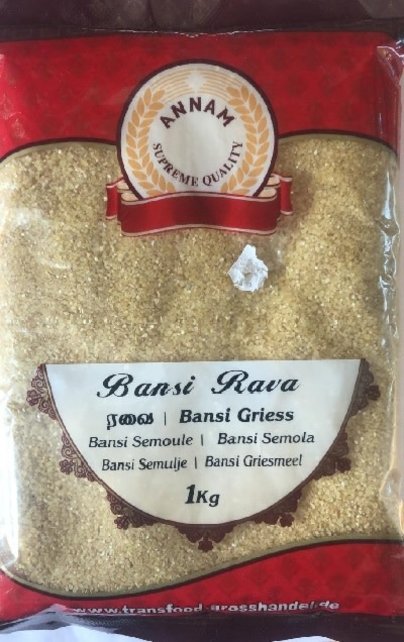 ANNAM
SUPREME QUALITY
Bansi Rava
ரவை | Bansi Griess
Bansi Semoule | Bansi Semola
Bansi Semulje | Bansi Griesmeel
1Kg
www.transfood-grosshandel.de